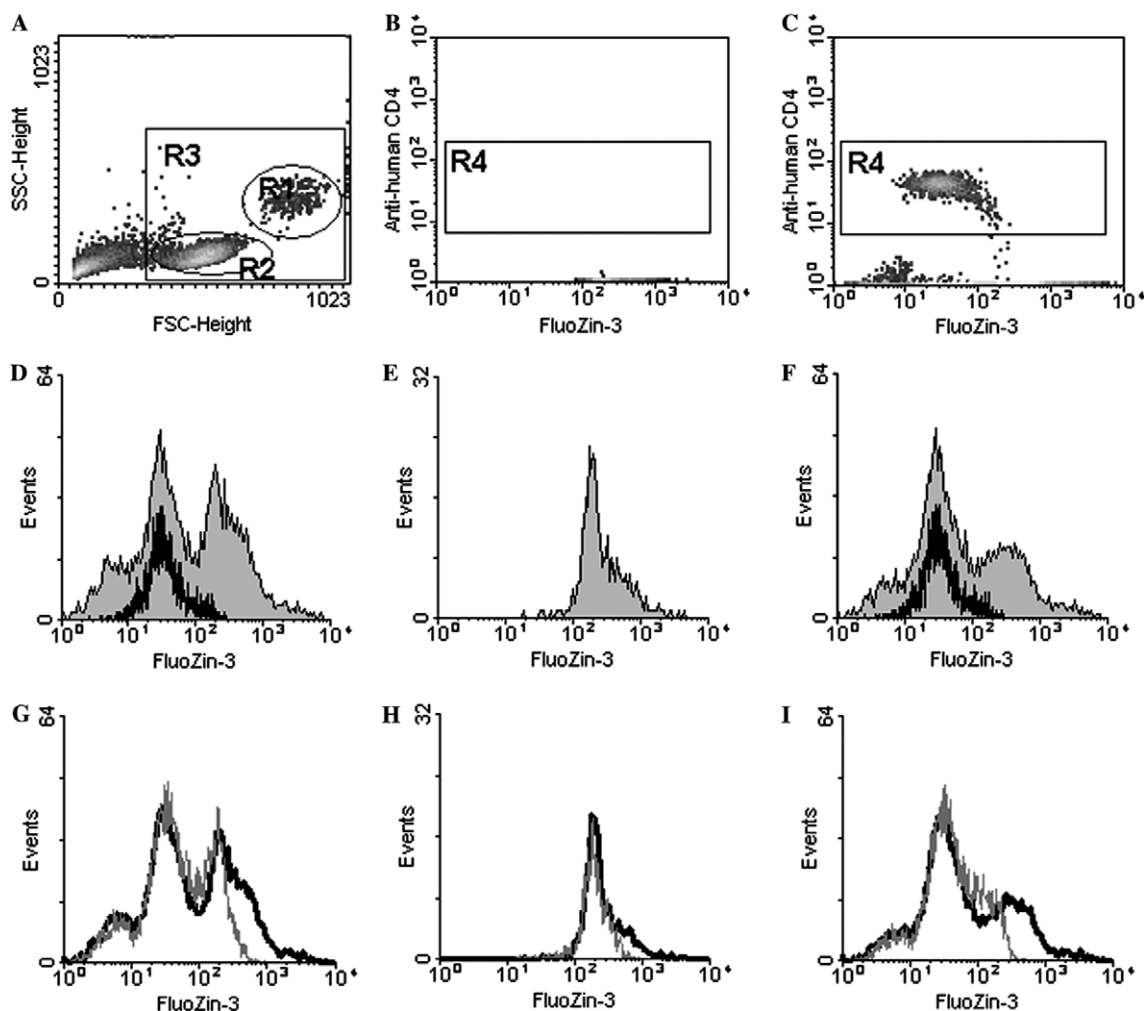 A
1023
SSC-Height
0
R3
R1
R2
0
1023
FSC-Height
B
Anti-human CD4
10⁴
10³
10²
10¹
10⁰
R4
10⁰ 10¹ 10² 10³ 10⁴
FluoZin-3
C
Anti-human CD4
10⁴
10³
10²
10¹
10⁰
R4
10⁰ 10¹ 10² 10³ 10⁴
FluoZin-3
D
64
Events
0
10⁰ 10¹ 10² 10³ 10⁴
FluoZin-3
E
32
Events
0
10⁰ 10¹ 10² 10³ 10⁴
FluoZin-3
F
64
Events
0
10⁰ 10¹ 10² 10³ 10⁴
FluoZin-3
G
64
Events
0
10⁰ 10¹ 10² 10³ 10⁴
FluoZin-3
H
32
Events
0
10⁰ 10¹ 10² 10³ 10⁴
FluoZin-3
I
64
Events
0
10⁰ 10¹ 10² 10³ 10⁴
FluoZin-3